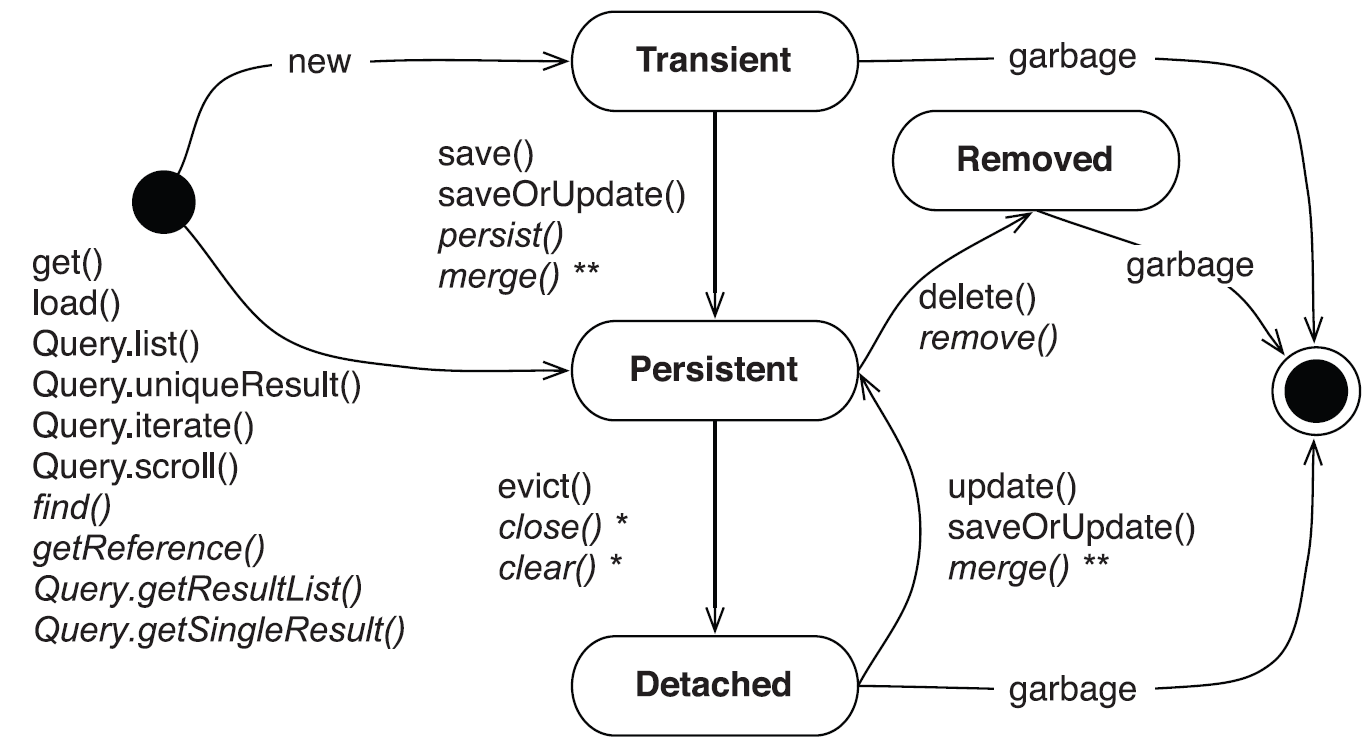 new
Transient
garbage
save()
saveOrUpdate()
persist()
merge() **
Removed
garbage
get()
load()
Query.list()
Query.uniqueResult()
Query.iterate()
Query.scroll()
find()
getReference()
Query.getResultList()
Query.getSingleResult()
delete()
remove()
Persistent
evict()
close() *
clear() *
update()
saveOrUpdate()
merge() **
Detached
garbage